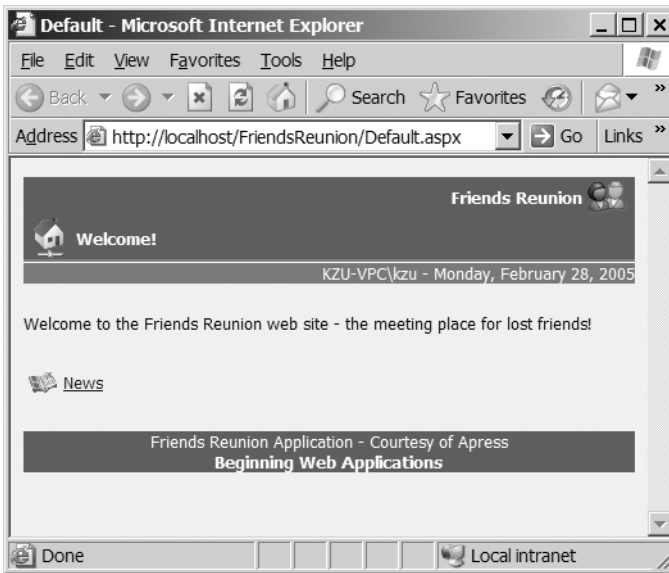 Default - Microsoft Internet Explorer
File Edit View Favorites Tools Help
Back Search Favorites »
Address http://localhost/FriendsReunion/Default.aspx Go Links »
Friends Reunion
Welcome!
KZU-VPC\kzu - Monday, February 28, 2005
Welcome to the Friends Reunion web site - the meeting place for lost friends!
News
Friends Reunion Application - Courtesy of Apress
Beginning Web Applications
Done Local intranet